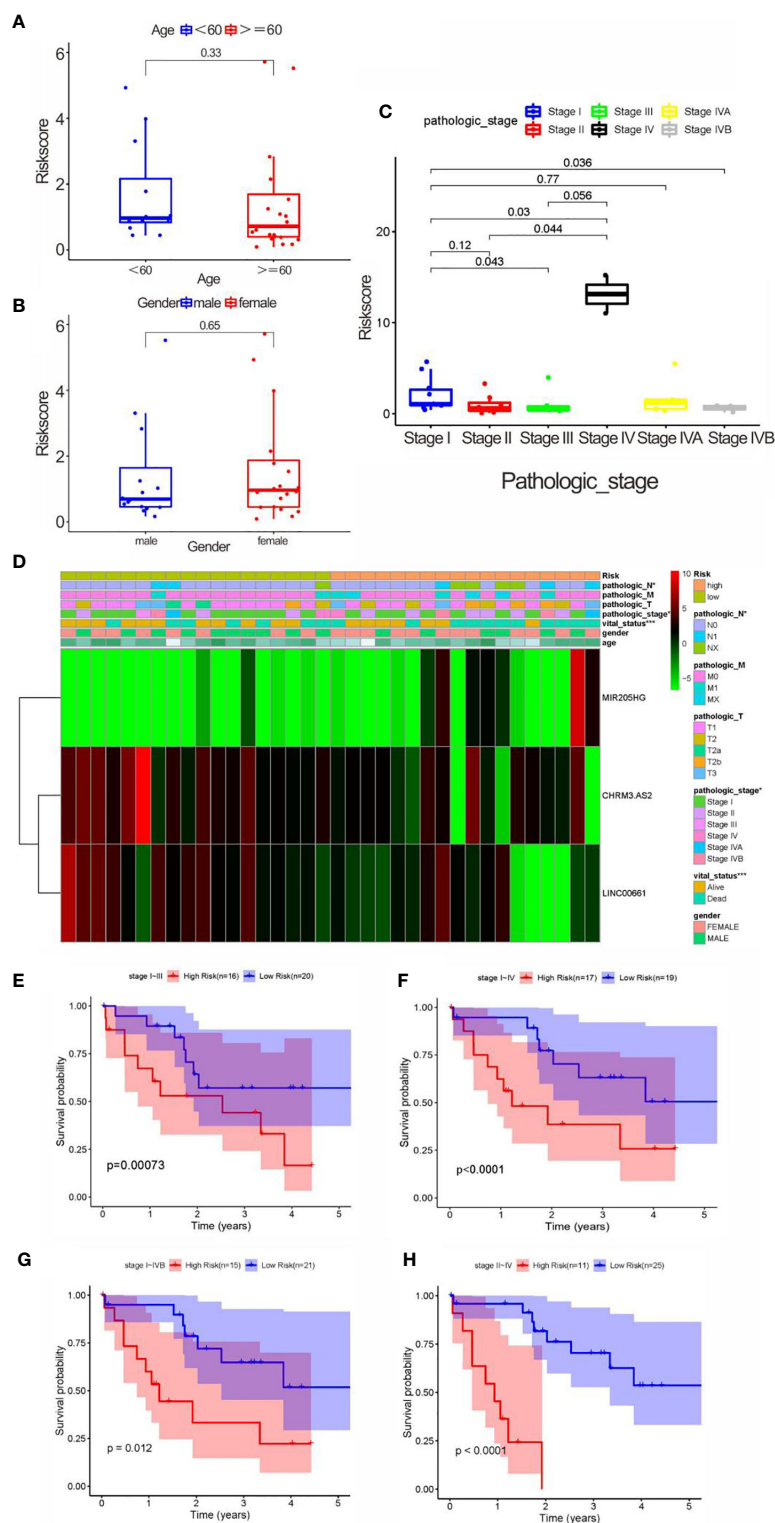 A
Age <60 >=60
0.33
Riskscore
6
4
2
0
<60 >=60
Age
B
Gender male female
0.65
Riskscore
6
4
2
0
male female
Gender
C
pathologic_stage
Stage I Stage III Stage IVA
Stage II Stage IV Stage IVB
0.036
0.77
0.056
0.03
0.044
0.12
0.043
Riskscore
20
10
0
Stage I Stage II Stage III Stage IV Stage IVA Stage IVB
Pathologic_stage
D
Risk
pathologic_N*
pathologic_M
pathologic_T
pathologic_stage*
vital_status***
gender
age
MIR205HG
CHRM3.AS2
LINC00661
10
5
0
-5
Risk
high
low
pathologic_N*
N0
N1
NX
pathologic_M
M0
M1
MX
pathologic_T
T1
T2
T2a
T2b
T3
pathologic_stage*
Stage I
Stage II
Stage III
Stage IV
Stage IVA
Stage IVB
vital_status***
Alive
Dead
gender
FEMALE
MALE
E
stage I~III High Risk(n=16) Low Risk(n=20)
Survival probability
1.00
0.75
0.50
0.25
0.00
p=0.00073
0 1 2 3 4 5
Time (years)
F
stage I~IV High Risk(n=17) Low Risk(n=19)
Survival probability
1.00
0.75
0.50
0.25
0.00
p<0.0001
0 1 2 3 4 5
Time (years)
G
stage I~IVB High Risk(n=15) Low Risk(n=21)
Survival probability
1.00
0.75
0.50
0.25
0.00
p = 0.012
0 1 2 3 4 5
Time (years)
H
stage II~IV High Risk(n=11) Low Risk(n=25)
Survival probability
1.00
0.75
0.50
0.25
0.00
p < 0.0001
0 1 2 3 4 5
Time (years)